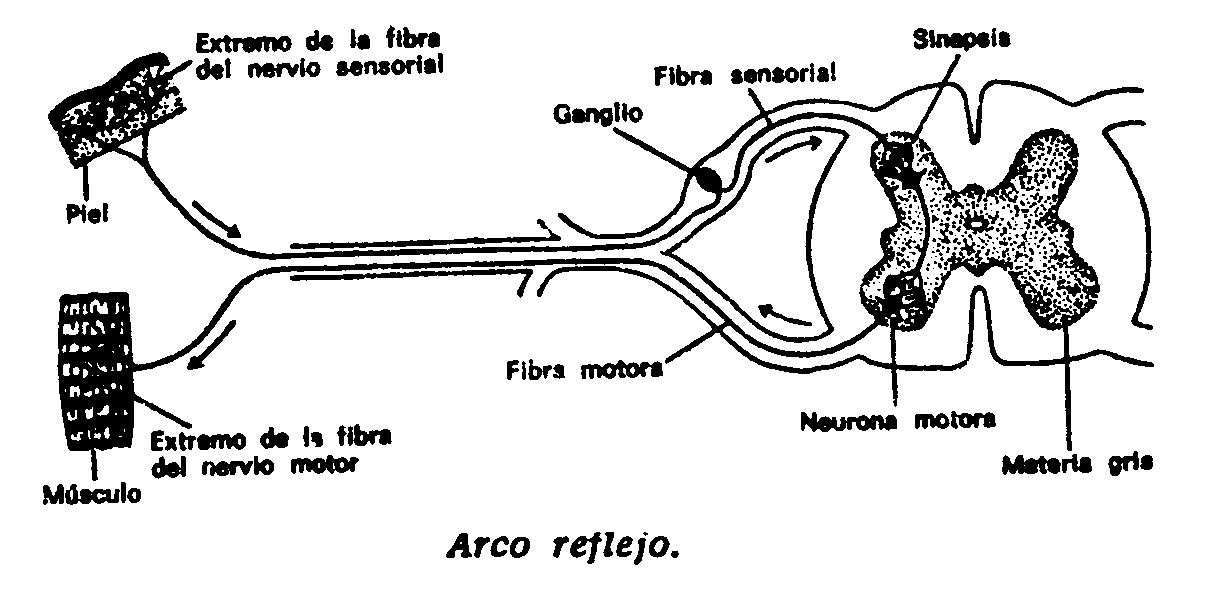 Extremo de la fibra
del nervio sensorial
Sinapsis
Fibra sensorial
Ganglio
Piel
Fibra motora
Neurona motora
Extremo de la fibra
del nervio motor
Materia gris
Músculo
Arco reflejo.